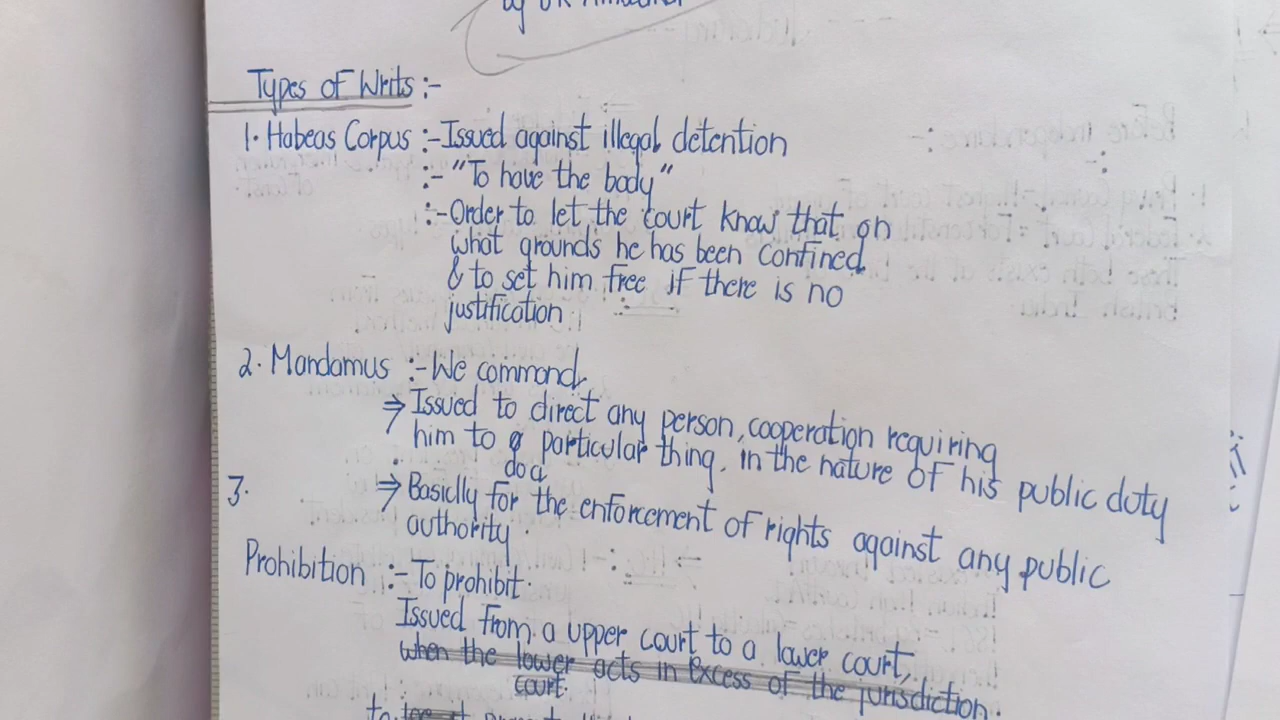 by DR
Types of Writs :-
1. Habeas Corpus :- Issued against illegal detention
:- "To have the body"
:- Order to let the court know that on
what grounds he has been confined
& to set him free if there is no
justification
2. Mandamus :- We command.
⇒ Issued to direct any person, cooperation requiring
him to do a particular thing, in the nature of his public duty
3.
⇒ Basiclly for the enforcement of rights against any public
authority.
Prohibition :- To prohibit.
Issued from a upper court to a lower court,
when the lower court acts in excess of the jurisdiction.
to